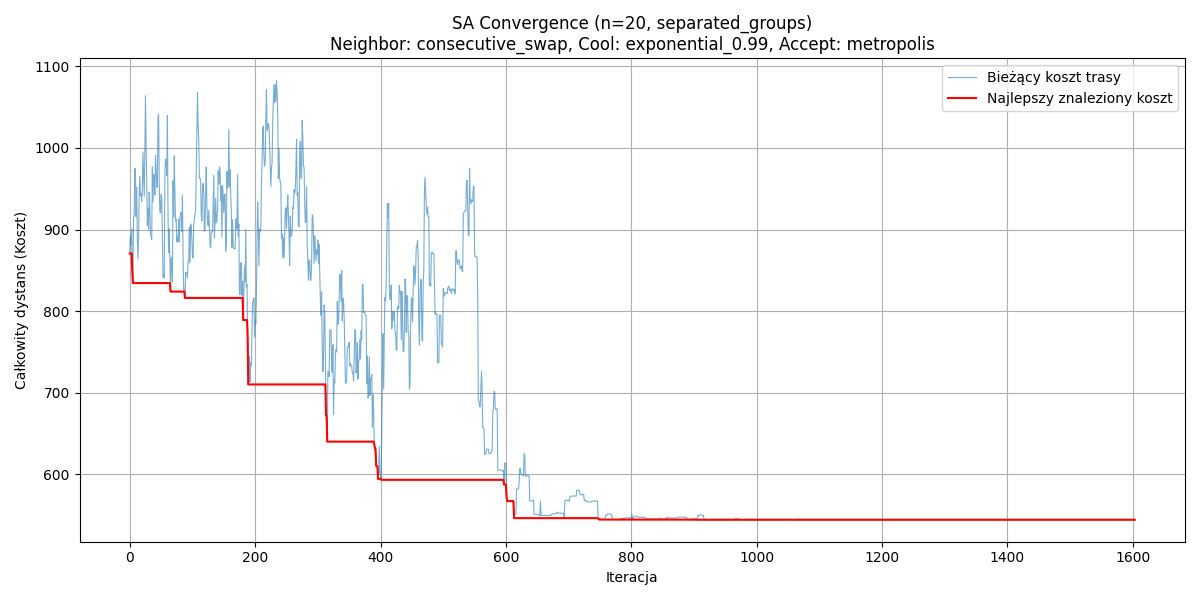 SA Convergence (n=20, separated_groups)
Neighbor: consecutive_swap, Cool: exponential_0.99, Accept: metropolis
Bieżący koszt trasy
Najlepszy znaleziony koszt
Całkowity dystans (Koszt)
1100
1000
900
800
700
600
0 200 400 600 800 1000 1200 1400 1600
Iteracja